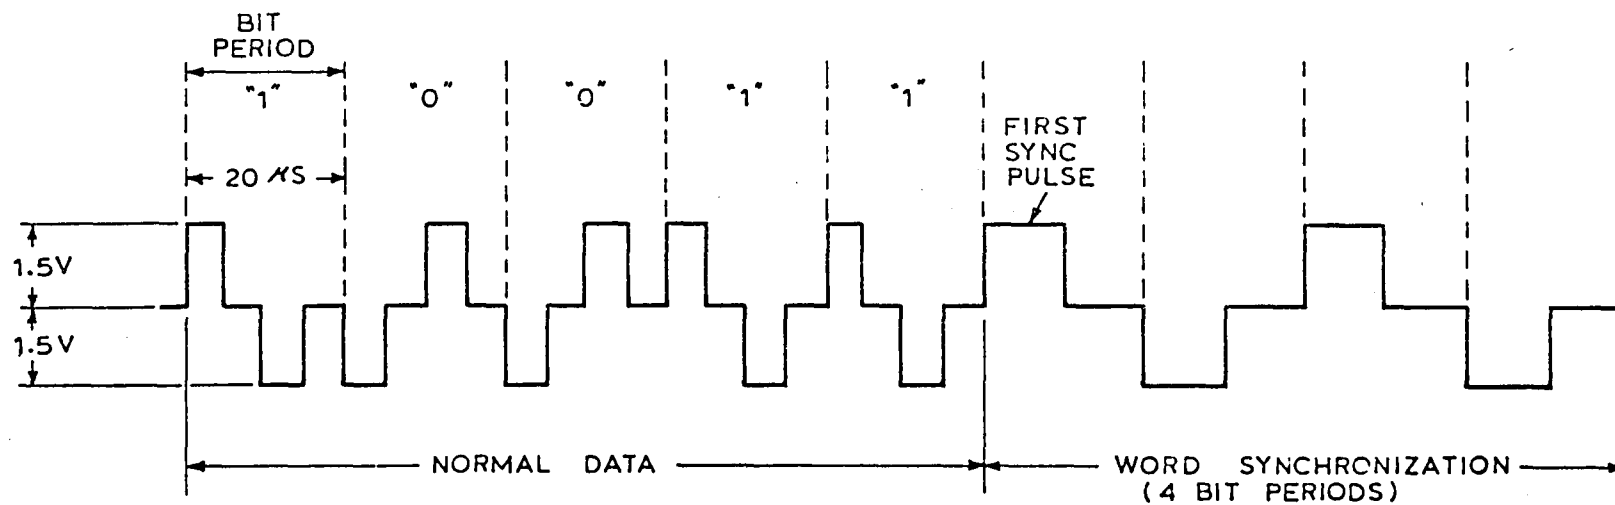 BIT
PERIOD
"1"
"0"
"0"
"1"
"1"
20 μS
FIRST
SYNC
PULSE
1.5V
1.5V
NORMAL DATA
WORD SYNCHRONIZATION
(4 BIT PERIODS)